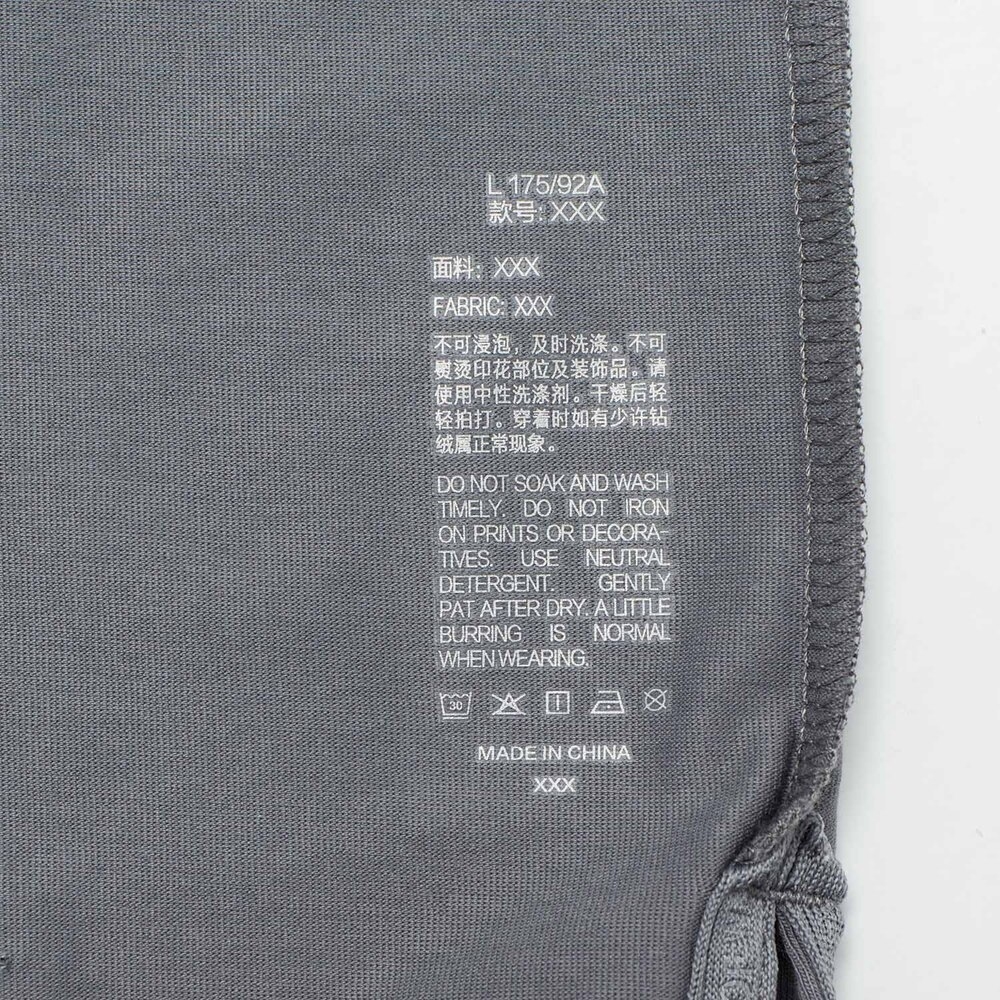 L 175/92A
款号: XXX
面料: XXX
FABRIC: XXX
不可浸泡，及时洗涤。不可
熨烫印花部位及装饰品。请
使用中性洗涤剂。干燥后轻
轻拍打。穿着时如有少许钻
绒属正常现象。
DO NOT SOAK AND WASH
TIMELY. DO NOT IRON
ON PRINTS OR DECORA-
TIVES. USE NEUTRAL
DETERGENT. GENTLY
PAT AFTER DRY. A LITTLE
BURRING IS NORMAL
WHEN WEARING.
30
MADE IN CHINA
XXX